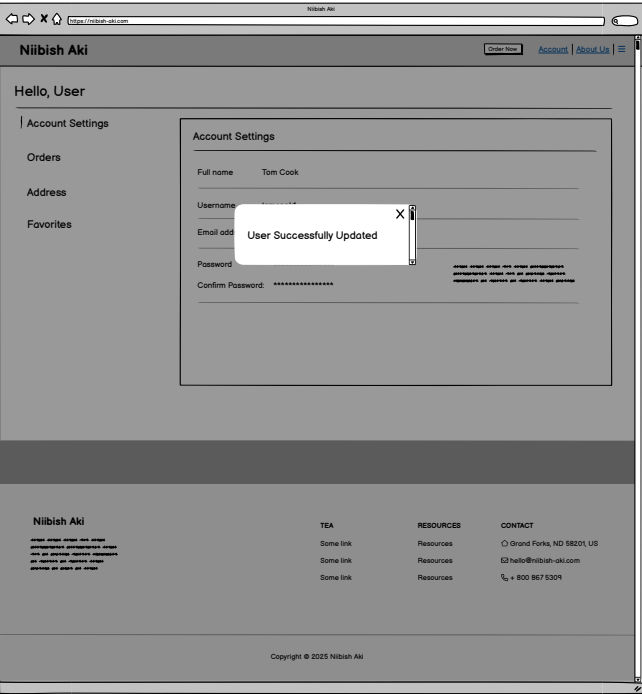 Niibish Aki
https://niibish-aki.com
Niibish Aki
Order Now Account About Us
Hello, User
Account Settings
Orders
Address
Favorites
Account Settings
Full name Tom Cook
Username
Email add
User Successfully Updated
X
Password
Confirm Password: ****************
Niibish Aki
TEA
Some link
Some link
Some link
RESOURCES
Resources
Resources
Resources
CONTACT
Grand Forks, ND 58201, US
hello@niibish-aki.com
+ 800 867 5309
Copyright © 2025 Niibish Aki